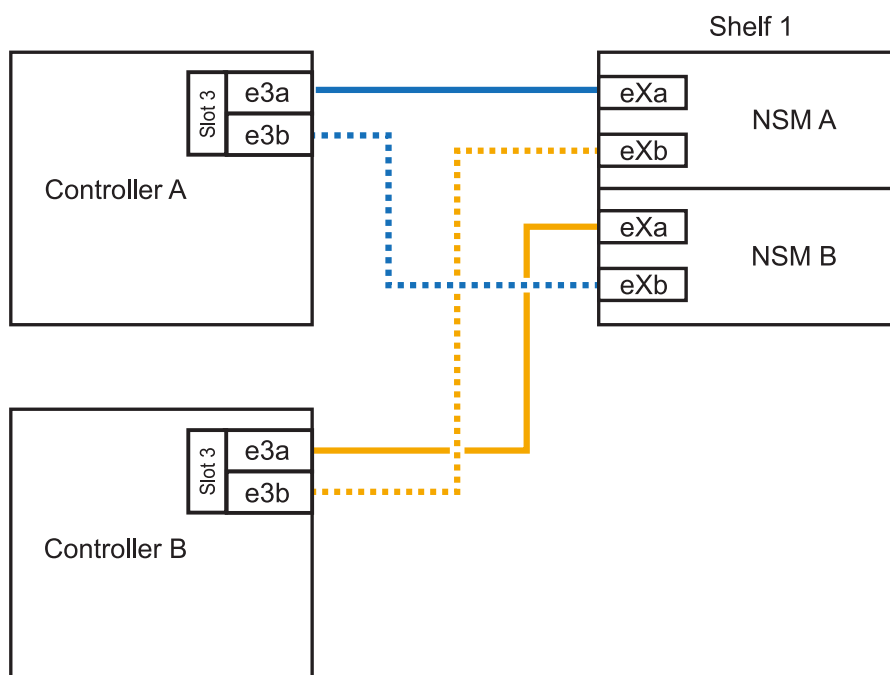 Shelf 1
Slot 3
e3a
e3b
Controller A
eXa
eXb
NSM A
eXa
eXb
NSM B
Slot 3
e3a
e3b
Controller B